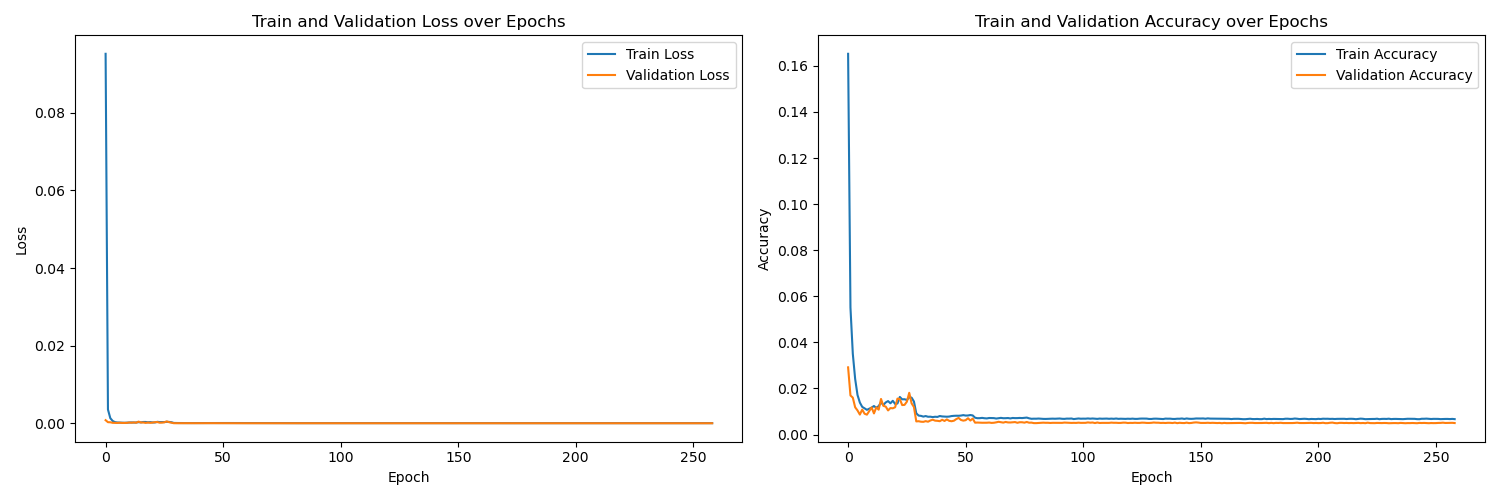 Train and Validation Loss over Epochs
Train Loss
Validation Loss
0.08
0.06
0.04
0.02
0.00
Loss
0
50
100
150
200
250
Epoch
Train and Validation Accuracy over Epochs
Train Accuracy
Validation Accuracy
0.16
0.14
0.12
0.10
0.08
0.06
0.04
0.02
0.00
Accuracy
0
50
100
150
200
250
Epoch